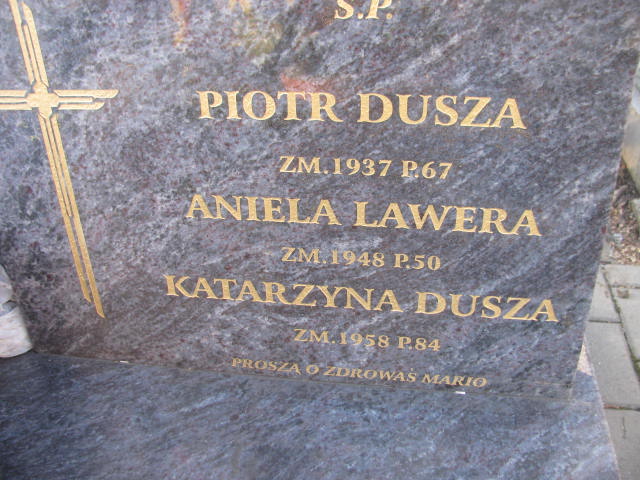 Ś.P.
PIOTR DUSZA
ZM.1937 P.67
ANIELA LAWERA
ZM.1948 P.50
KATARZYNA DUSZA
ZM.1958 P.84
PROSZĄ O ZDROWAŚ MARIO